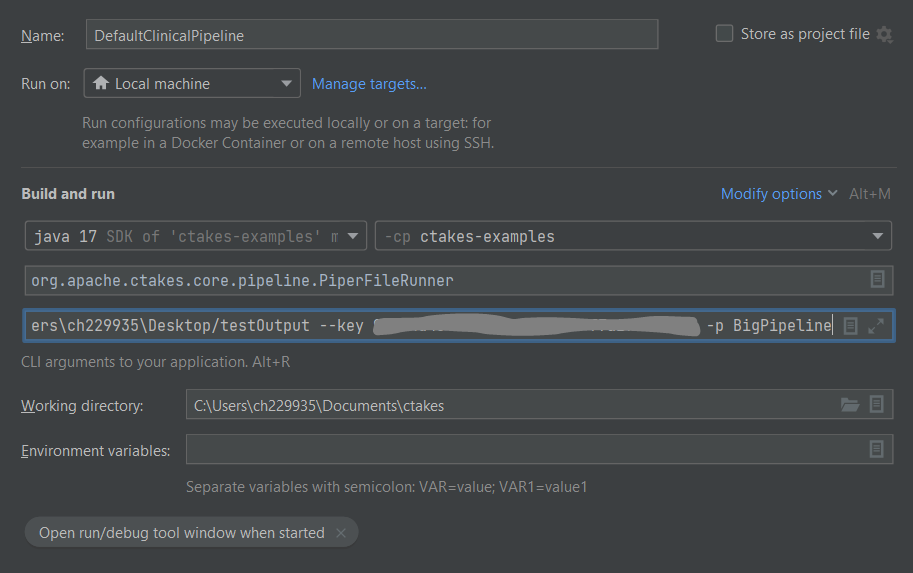 Name: DefaultClinicalPipeline Store as project file
Run on: Local machine Manage targets...
Run configurations may be executed locally or on a target: for
example in a Docker Container or on a remote host using SSH.
Build and run Modify options Alt+M
java 17 SDK of 'ctakes-examples' m -cp ctakes-examples
org.apache.ctakes.core.pipeline.PiperFileRunner
ers\ch229935\Desktop/testOutput --key -p BigPipeline
CLI arguments to your application. Alt+R
Working directory: C:\Users\ch229935\Documents\ctakes
Environment variables:
Separate variables with semicolon: VAR=value; VAR1=value1
Open run/debug tool window when started